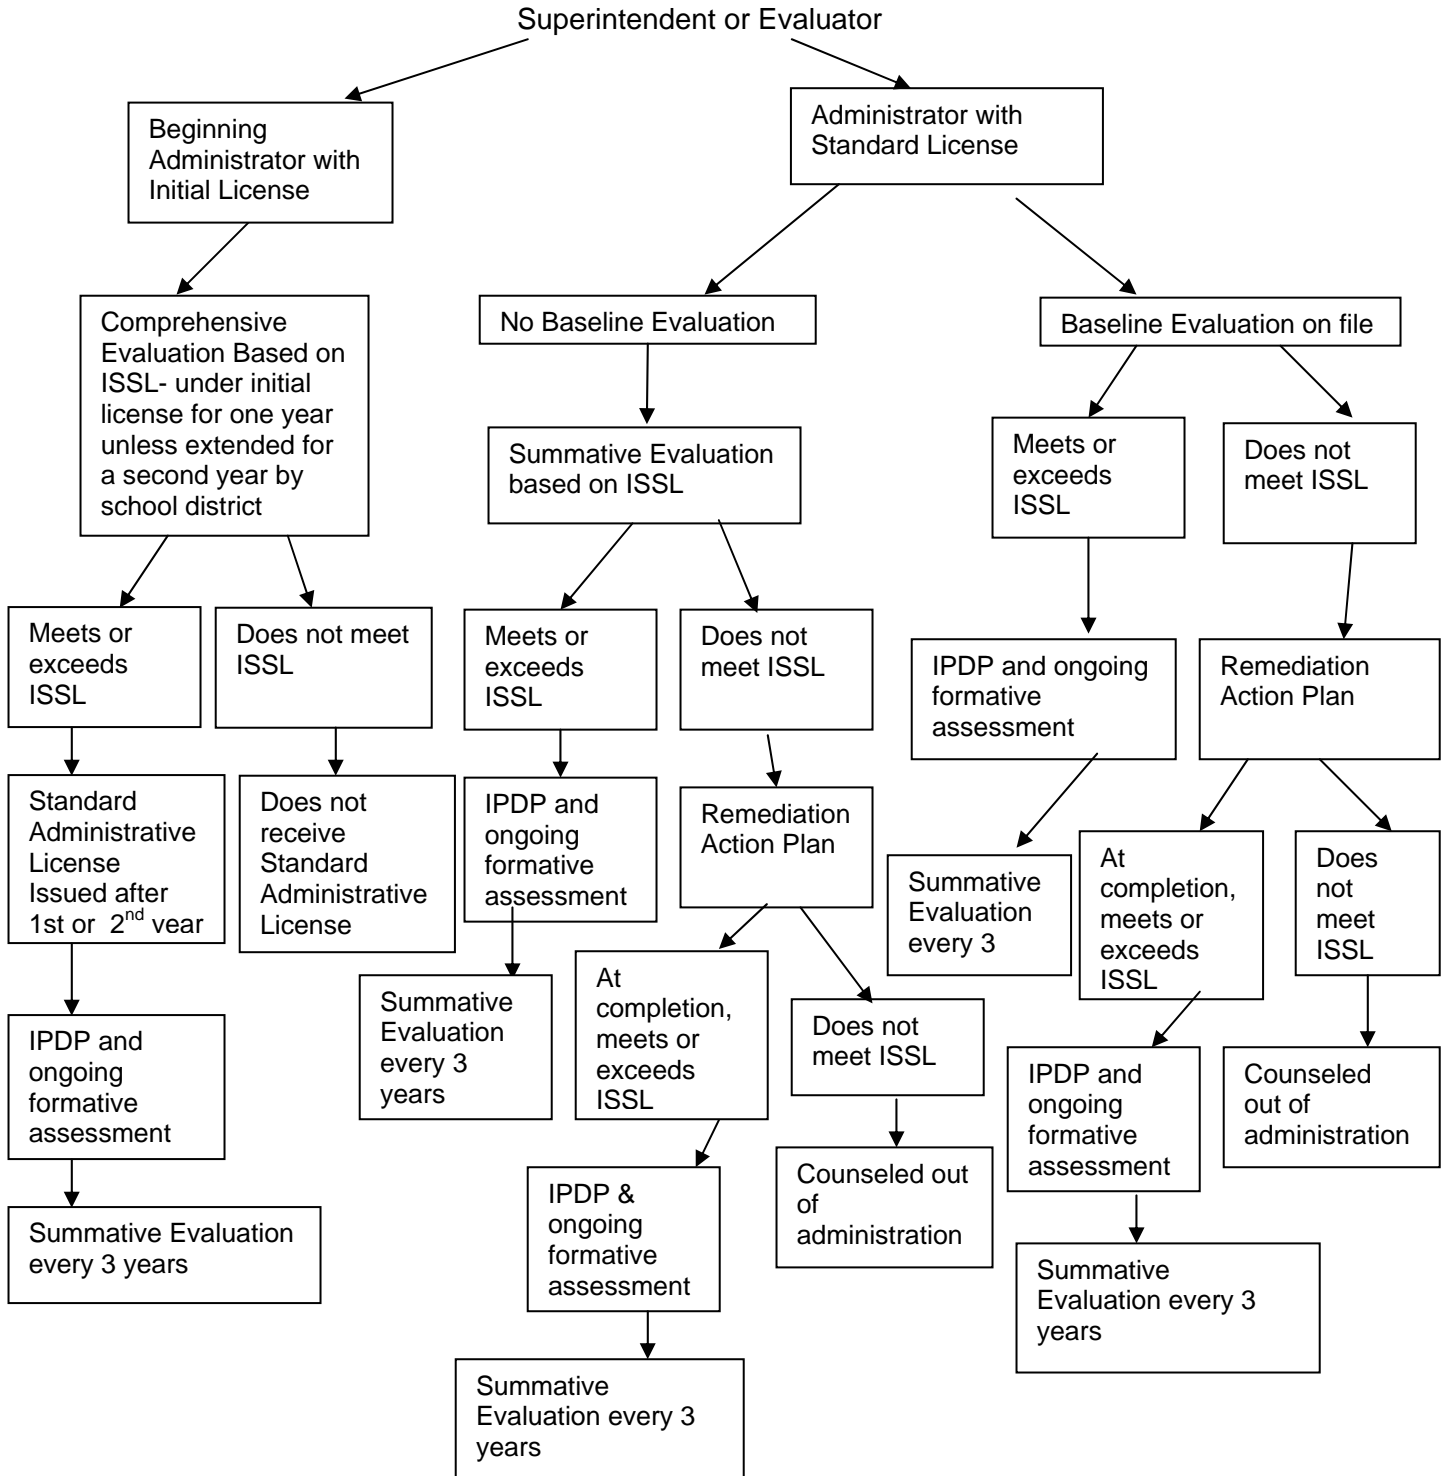 Superintendent or Evaluator
Beginning
Administrator with
Initial License
Administrator with
Standard License
Comprehensive
Evaluation Based on
ISSL- under initial
license for one year
unless extended for
a second year by
school district
No Baseline Evaluation
Baseline Evaluation on file
Summative Evaluation
based on ISSL
Meets or
exceeds
ISSL
Does not
meet ISSL
Meets or
exceeds
ISSL
Does not meet
ISSL
Meets or
exceeds
ISSL
Does not
meet ISSL
IPDP and ongoing
formative
assessment
Remediation
Action Plan
Standard
Administrative
License
Issued after
1st or 2nd year
Does not
receive
Standard
Administrative
License
IPDP and
ongoing
formative
assessment
Remediation
Action Plan
Summative
Evaluation
every 3
At
completion,
meets or
exceeds
ISSL
Does
not
meet
ISSL
Summative
Evaluation
every 3
years
At
completion,
meets or
exceeds
ISSL
Does not
meet ISSL
IPDP and
ongoing
formative
assessment
IPDP and
ongoing
formative
assessment
Counseled
out of
administration
Summative Evaluation
every 3 years
IPDP &
ongoing
formative
assessment
Counseled out
of
administration
Summative
Evaluation every 3
years
Summative
Evaluation every 3
years